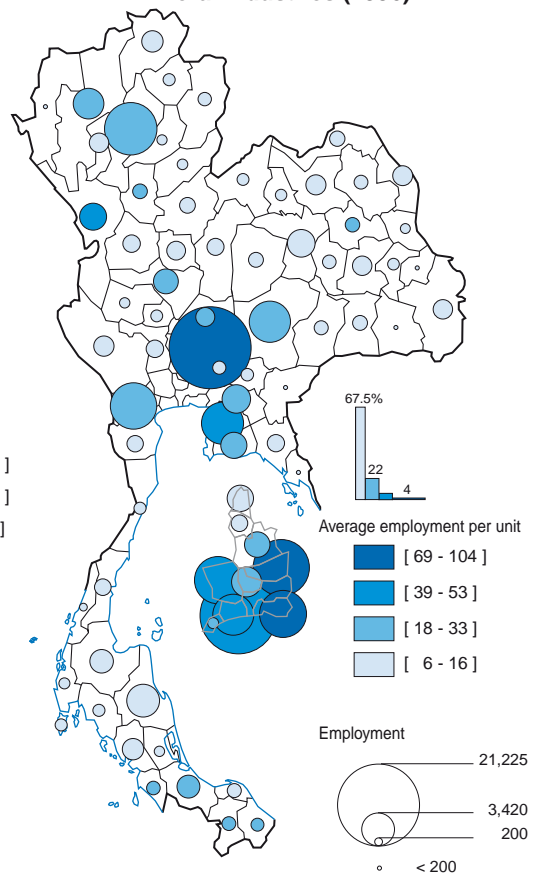 ]
]
]
67.5%
22
4
Average employment per unit
[ 69 - 104 ]
[ 39 - 53 ]
[ 18 - 33 ]
[ 6 - 16 ]
Employment
21,225
3,420
200
< 200